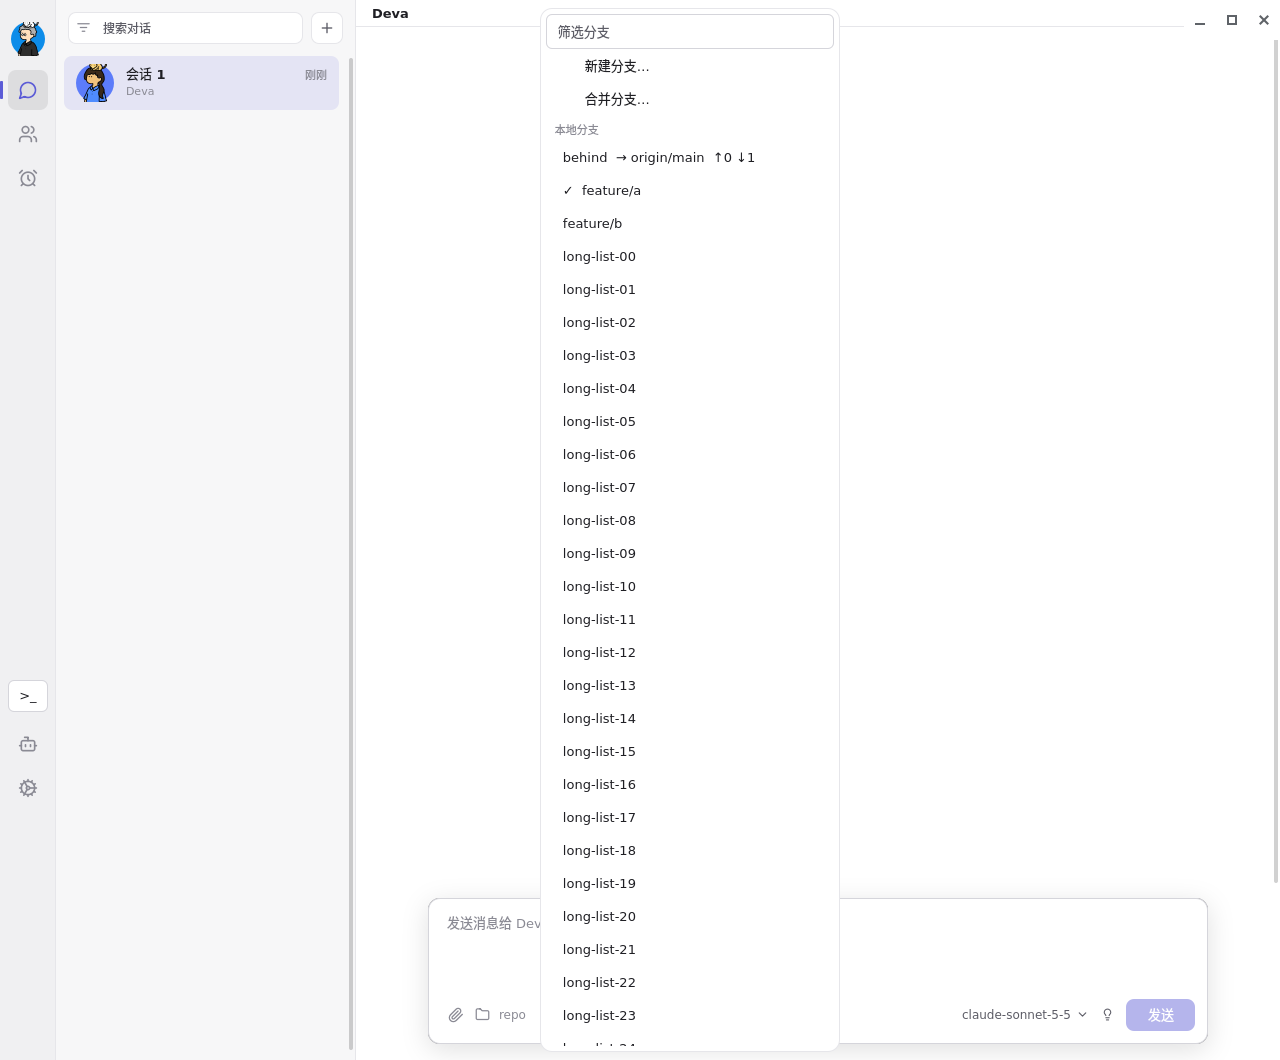 搜索对话
会话 1
刚刚
Deva
>_
Deva
筛选分支
新建分支...
合并分支...
本地分支
behind → origin/main ↑0 ↓1
✓ feature/a
feature/b
long-list-00
long-list-01
long-list-02
long-list-03
long-list-04
long-list-05
long-list-06
long-list-07
long-list-08
long-list-09
long-list-10
long-list-11
long-list-12
long-list-13
long-list-14
long-list-15
long-list-16
long-list-17
long-list-18
long-list-19
long-list-20
long-list-21
long-list-22
long-list-23
发送消息给 Dev
repo
claude-sonnet-5-5
发送